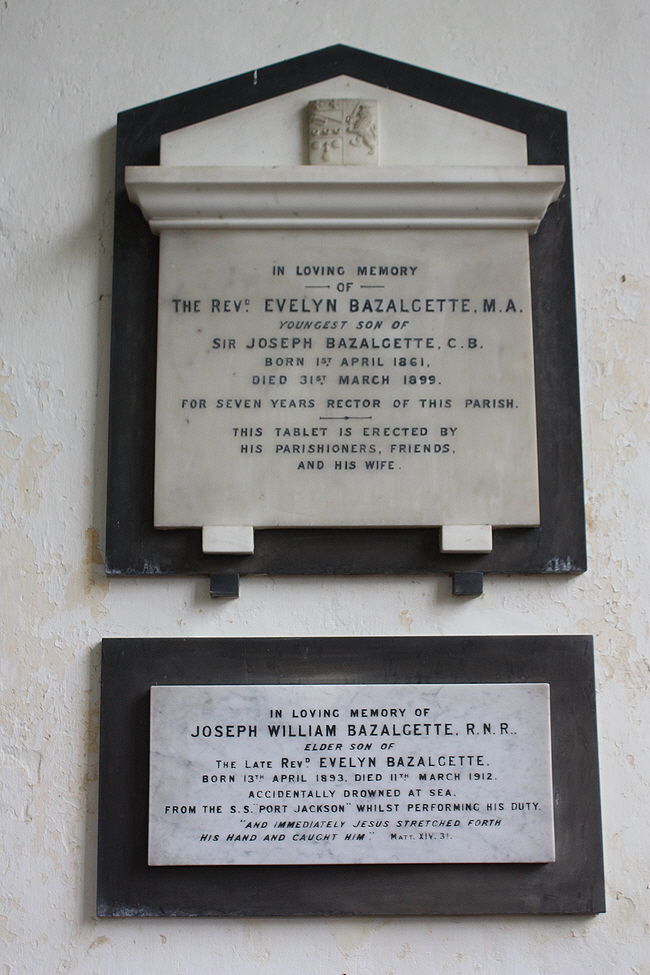 IN LOVING MEMORY
OF
THE REVD. EVELYN BAZALGETTE, M.A.
YOUNGEST SON OF
SIR JOSEPH BAZALGETTE, C.B.
BORN 1ST. APRIL 1861,
DIED 31ST. MARCH 1899.
FOR SEVEN YEARS RECTOR OF THIS PARISH.
THIS TABLET IS ERECTED BY
HIS PARISHIONERS, FRIENDS,
AND HIS WIFE.
IN LOVING MEMORY OF
JOSEPH WILLIAM BAZALGETTE, R.N.R.,
ELDER SON OF
THE LATE REVD EVELYN BAZALGETTE.
BORN 13TH APRIL 1893. DIED 11TH MARCH 1912.
ACCIDENTALLY DROWNED AT SEA.
FROM THE S.S. "PORT JACKSON" WHILST PERFORMING HIS DUTY.
"AND IMMEDIATELY JESUS STRETCHED FORTH
HIS HAND AND CAUGHT HIM." MATT. XIV. 31.